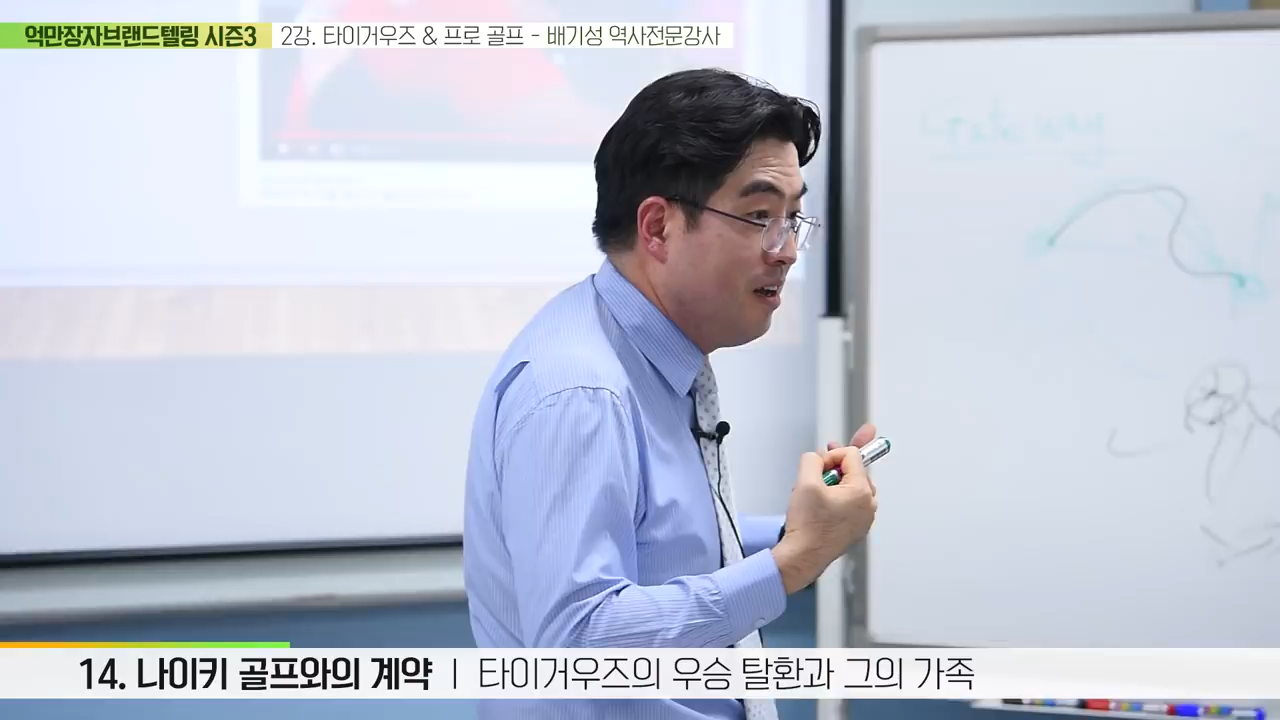 억만장자브랜드텔링 시즌3 2강. 타이거우즈 & 프로 골프 - 배기성 역사전문강사
Gate way
14. 나이키 골프와의 계약 | 타이거우즈의 우승 탈환과 그의 가족